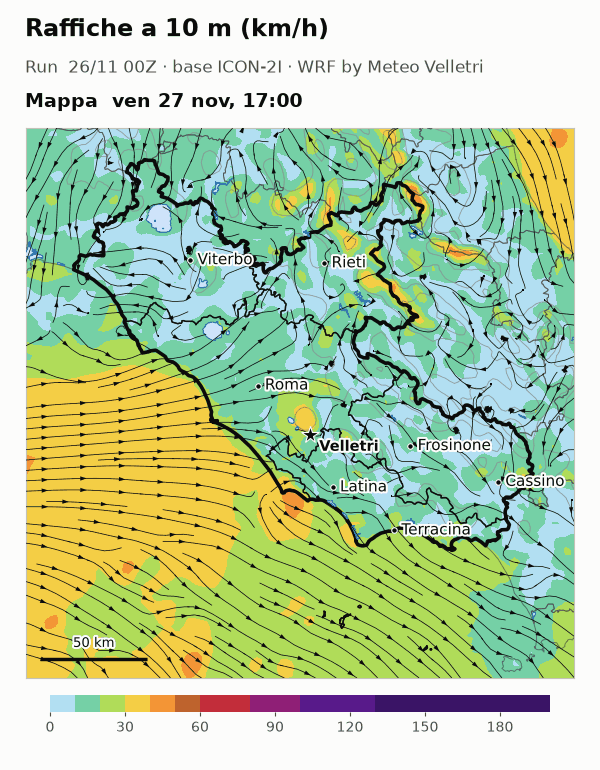 Raffiche a 10 m (km/h)
Run  26/11 00Z · base ICON-2I · WRF by Meteo Velletri
Mappa  ven 27 nov, 17:00
Viterbo
Rieti
Roma
Velletri
Frosinone
Cassino
Latina
Terracina
50 km
0 30 60 90 120 150 180